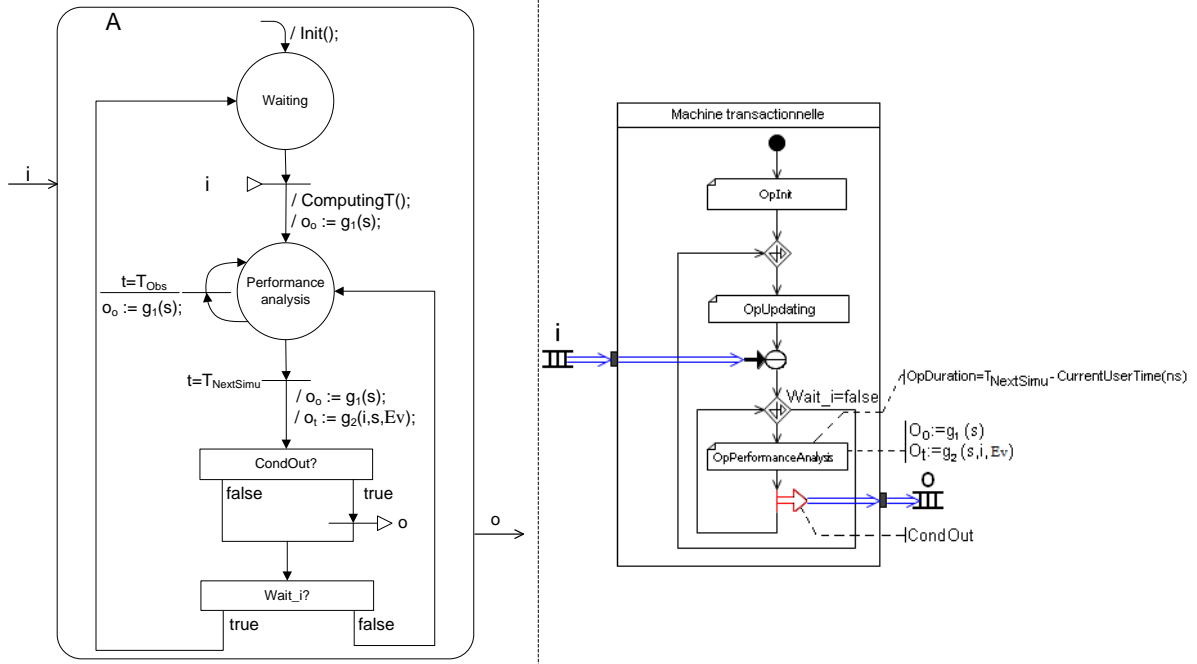 A
/ Init();
Waiting
i
i
/ ComputingT();
/ oo := g1(s);
t=TObs
oo := g1(s);
Performance
analysis
t=TNextSimu
/ oo := g1(s);
/ ot := g2(i,s,Ev);
CondOut?
false
true
o
o
Wait_i?
true
false
Machine transactionnelle
OpInit
OpUpdating
i
Wait_i=false
OpDuration=TNextSimu-CurrentUserTime(ns)
OpPerformanceAnalysis
O0:=g1(s)
Ot:=g2(s,i,Ev)
O
CondOut